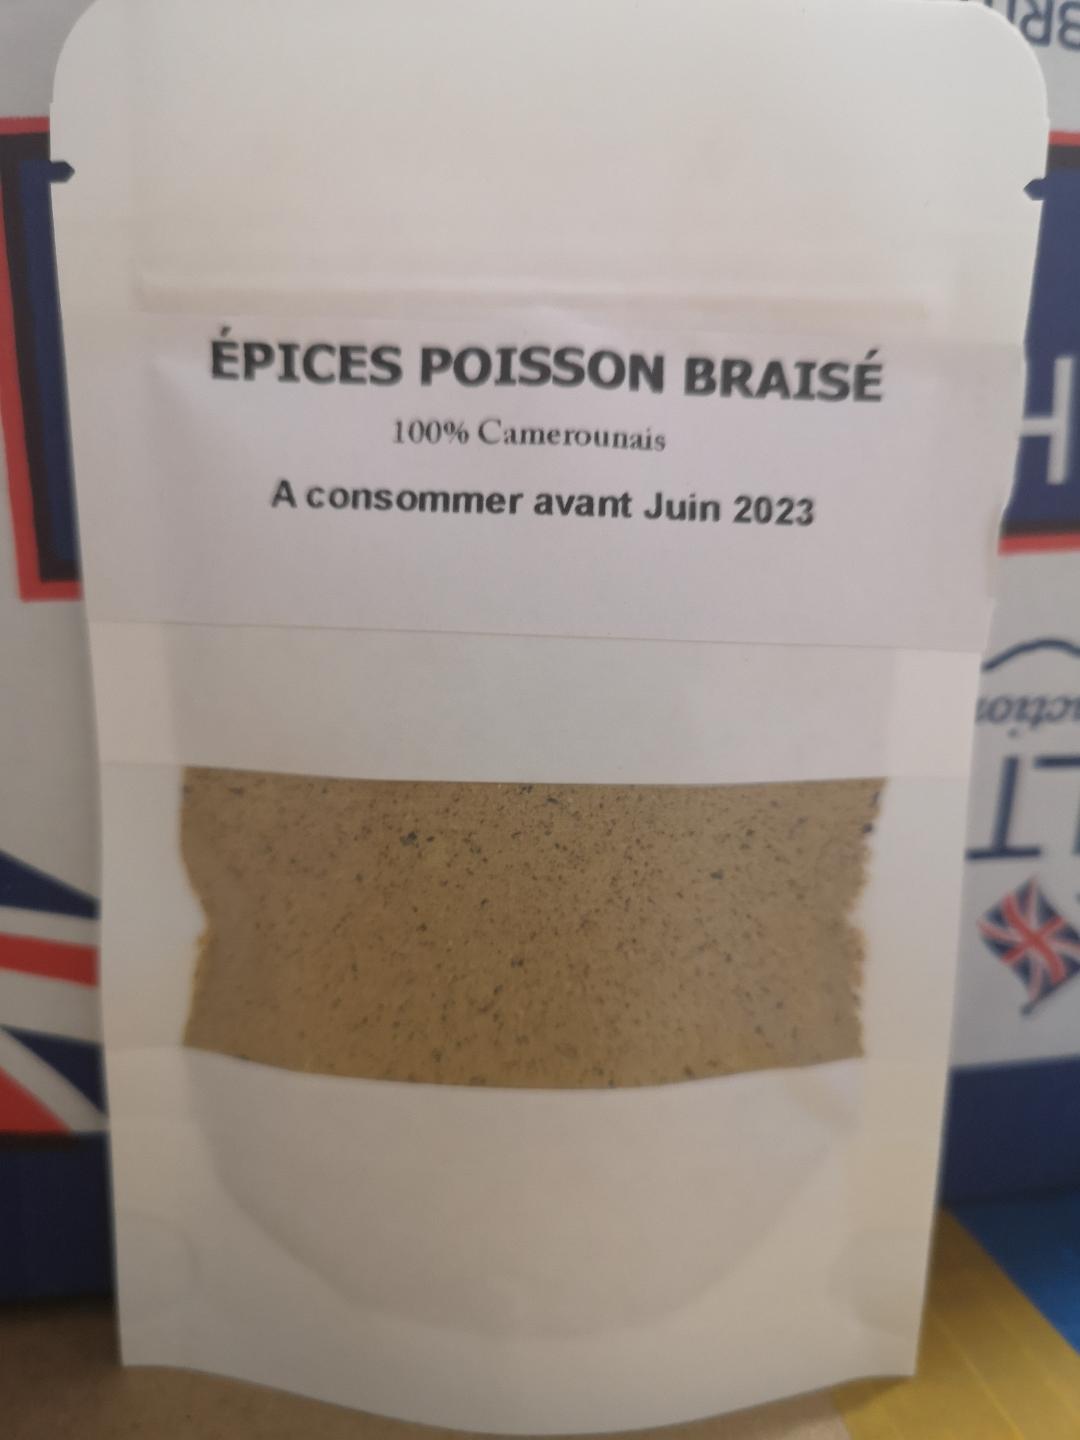 ÉPICES POISSON BRAISÉ
100% Camerounais
A consommer avant Juin 2023